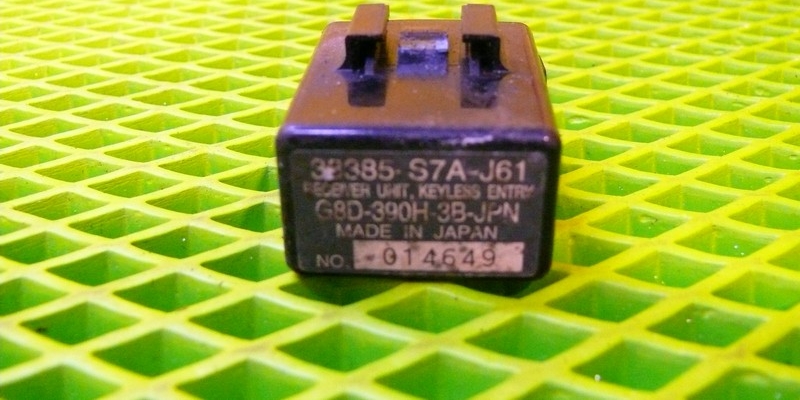 38385-S7A-J61
RECEIVER UNIT, KEYLESS ENTRY
G8D-390H-3B-JPN
MADE IN JAPAN
NO. 014649